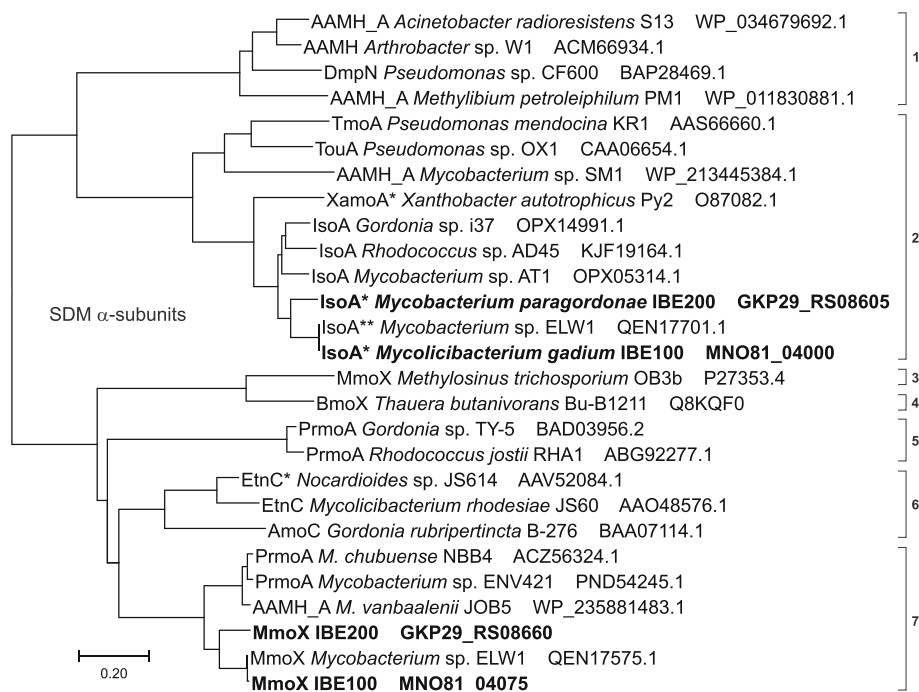 AAMH_A Acinetobacter radioresistens S13 WP_034679692.1
AAMH Arthrobacter sp. W1 ACM66934.1
1
DmpN Pseudomonas sp. CF600 BAP28469.1
AAMH_A Methylibium petroleiphilum PM1 WP_011830881.1
TmoA Pseudomonas mendocina KR1 AAS66660.1
TouA Pseudomonas sp. OX1 CAA06654.1
AAMH_A Mycobacterium sp. SM1 WP_213445384.1
XamoA* Xanthobacter autotrophicus Py2 O87082.1
IsoA Gordonia sp. i37 OPX14991.1
2
IsoA Rhodococcus sp. AD45 KJF19164.1
IsoA Mycobacterium sp. AT1 OPX05314.1
IsoA* Mycobacterium paragordonae IBE200 GKP29_RS08605
SDM α-subunits
IsoA** Mycobacterium sp. ELW1 QEN17701.1
IsoA* Mycolicibacterium gadium IBE100 MNO81_04000
MmoX Methylosinus trichosporium OB3b P27353.4
3
BmoX Thauera butanivorans Bu-B1211 Q8KQF0
4
PrmoA Gordonia sp. TY-5 BAD03956.2
5
PrmoA Rhodococcus jostii RHA1 ABG92277.1
EtnC* Nocardioides sp. JS614 AAV52084.1
EtnC Mycolicibacterium rhodesiae JS60 AAO48576.1
6
AmoC Gordonia rubripertincta B-276 BAA07114.1
PrmoA M. chubuense NBB4 ACZ56324.1
PrmoA Mycobacterium sp. ENV421 PND54245.1
AAMH_A M. vanbaalenii JOB5 WP_235881483.1
7
MmoX IBE200 GKP29_RS08660
MmoX Mycobacterium sp. ELW1 QEN17575.1
0.20
MmoX IBE100 MNO81_04075